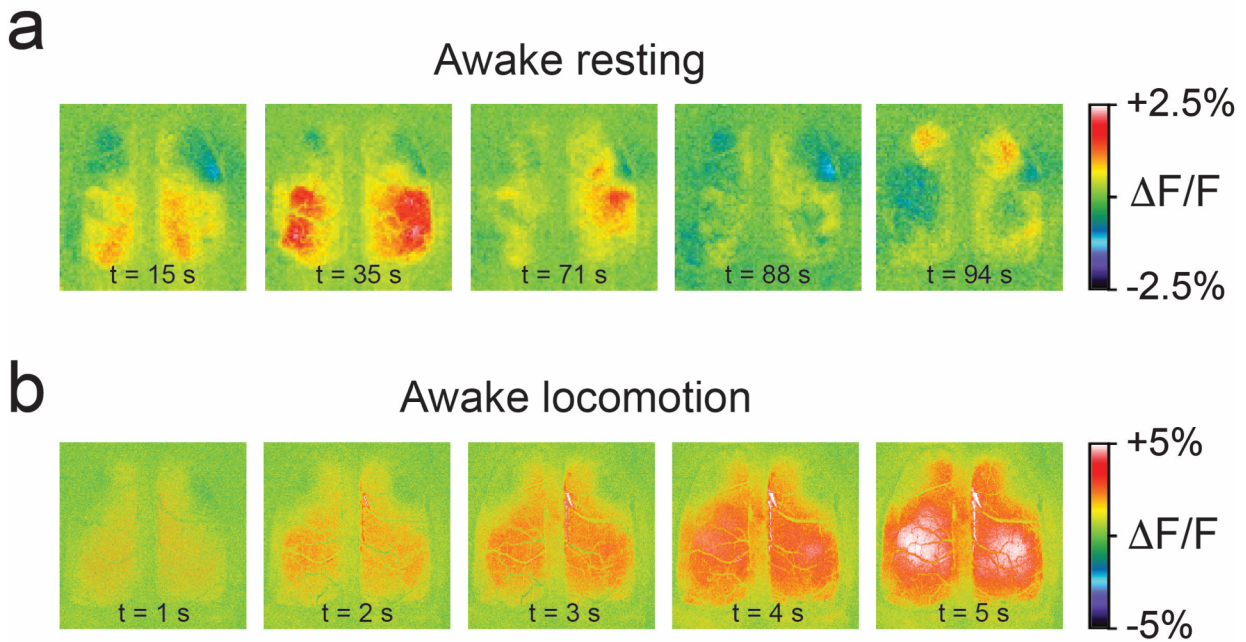 a
Awake resting
t = 15 s
t = 35 s
t = 71 s
t = 88 s
t = 94 s
+2.5%
ΔF/F
-2.5%
b
Awake locomotion
t = 1 s
t = 2 s
t = 3 s
t = 4 s
t = 5 s
+5%
ΔF/F
-5%